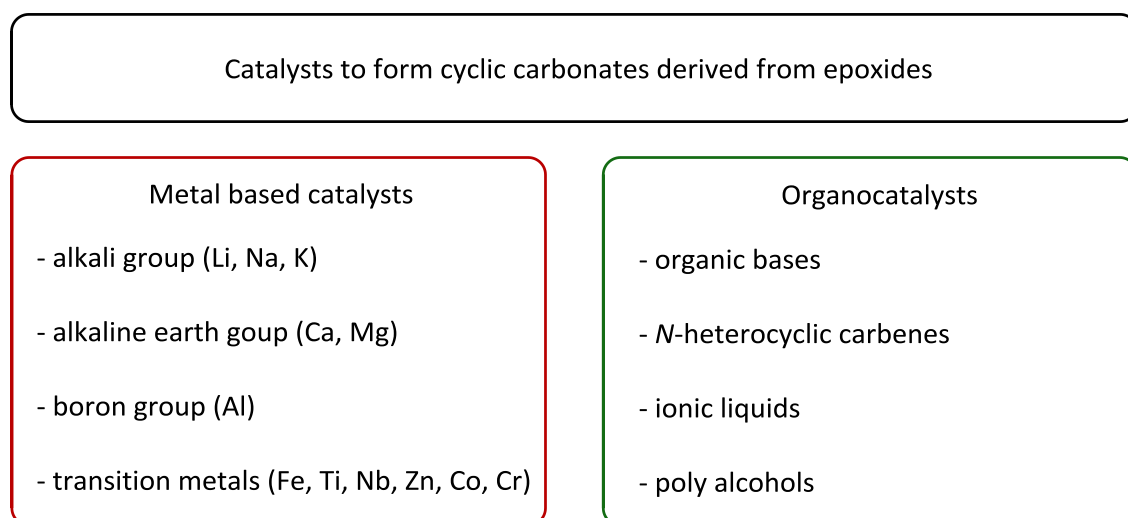 Catalysts to form cyclic carbonates derived from epoxides
Metal based catalysts
- alkali group (Li, Na, K)
- alkaline earth goup (Ca, Mg)
- boron group (Al)
- transition metals (Fe, Ti, Nb, Zn, Co, Cr)
Organocatalysts
- organic bases
- N-heterocyclic carbenes
- ionic liquids
- poly alcohols